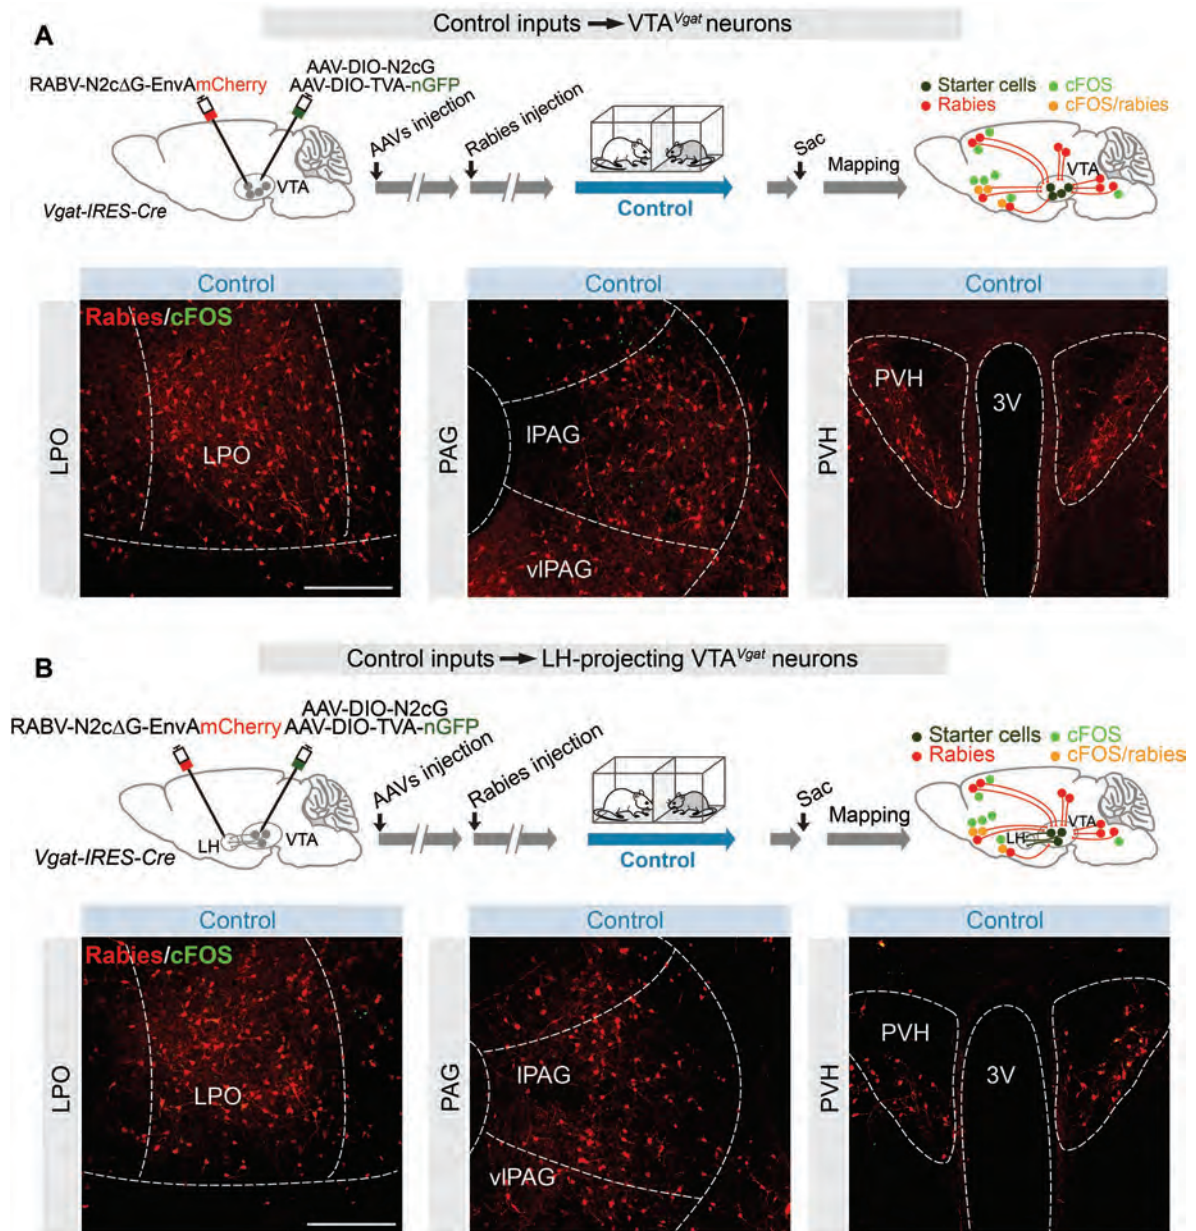 A
Control inputs → VTA^Vgat neurons
RABV-N2cΔG-EnvAmCherry
AAV-DIO-N2cG
AAV-DIO-TVA-nGFP
VTA
Vgat-IRES-Cre
AAVs injection
Rabies injection
Control
Sac
Mapping
Starter cells
cFOS
Rabies
cFOS/rabies
VTA
Control
Control
Control
LPO
Rabies/cFOS
LPO
PAG
lPAG
vlPAG
PVH
PVH
3V
B
Control inputs → LH-projecting VTA^Vgat neurons
RABV-N2cΔG-EnvAmCherry
AAV-DIO-N2cG
AAV-DIO-TVA-nGFP
LH
VTA
Vgat-IRES-Cre
AAVs injection
Rabies injection
Control
Sac
Mapping
Starter cells
cFOS
Rabies
cFOS/rabies
VTA
LH
Control
Control
Control
LPO
Rabies/cFOS
LPO
PAG
lPAG
vlPAG
PVH
PVH
3V